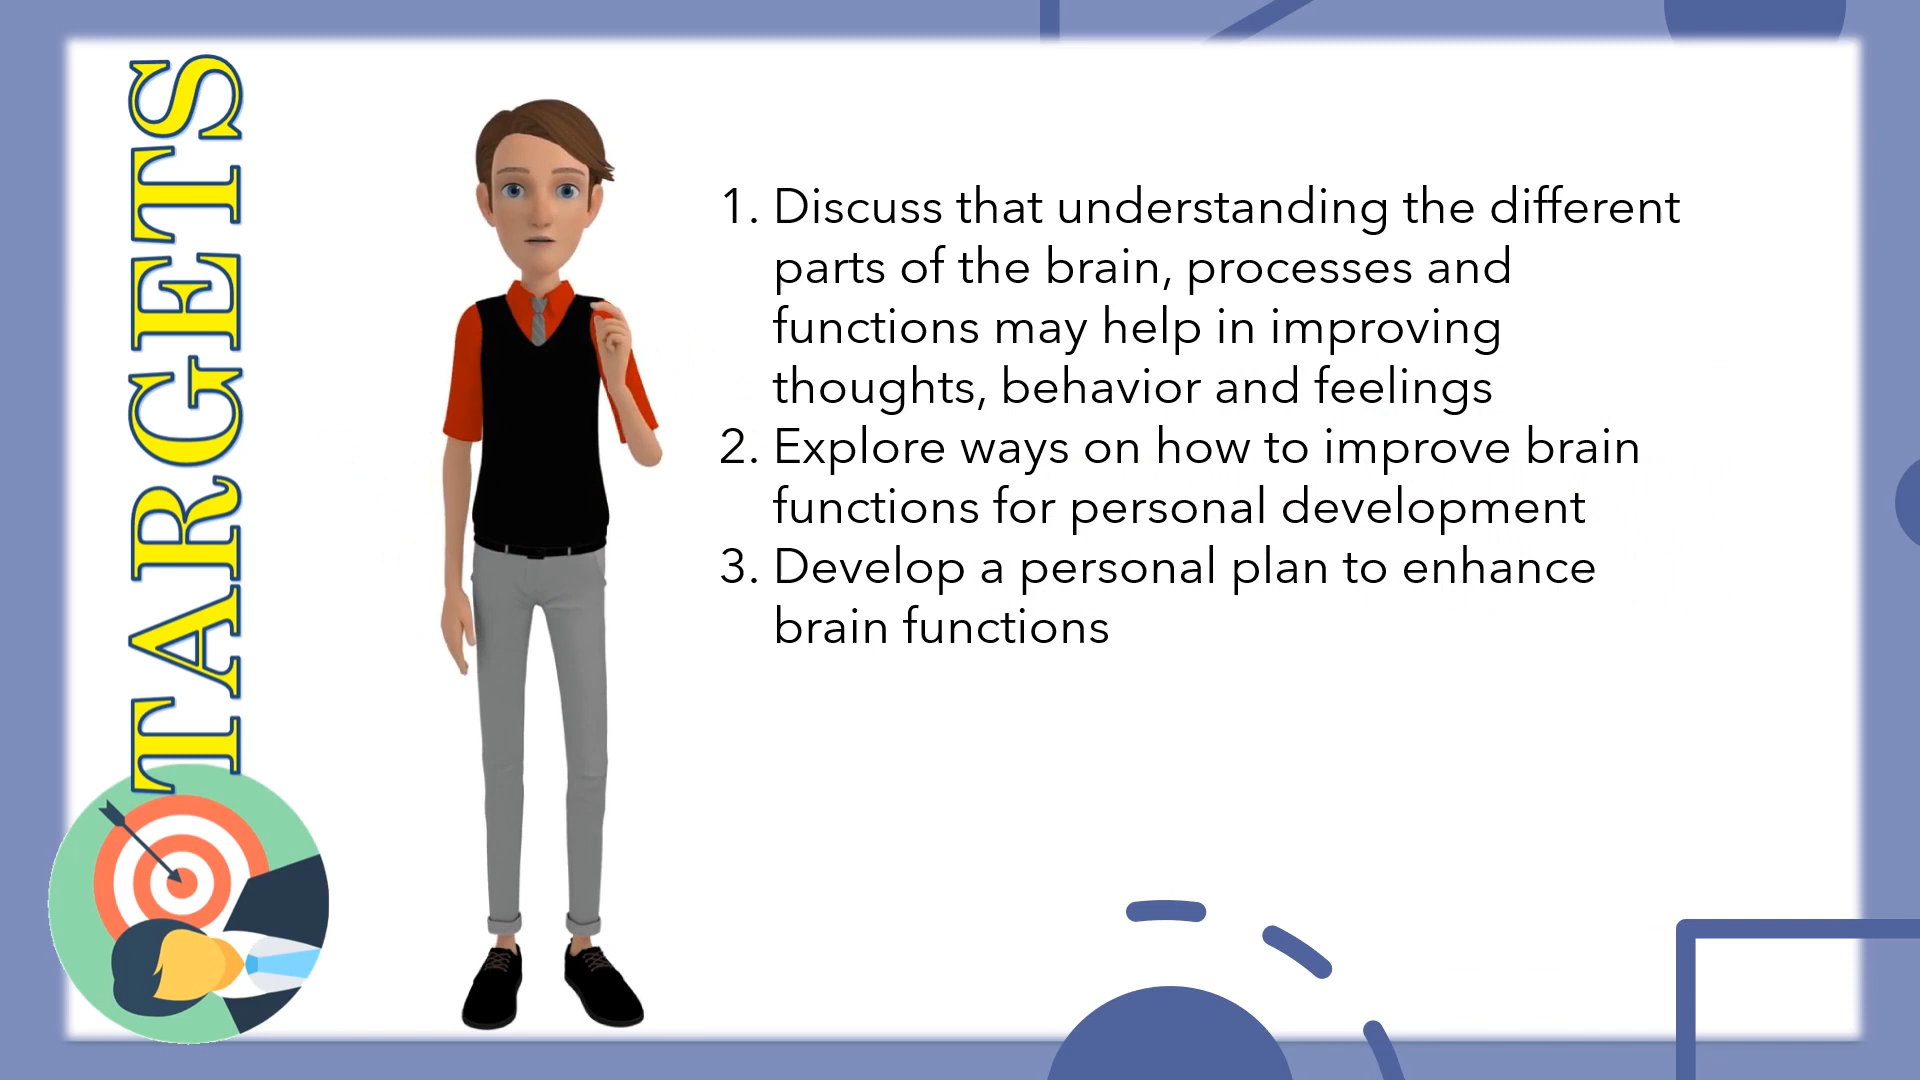 TARGETS
1. Discuss that understanding the different
parts of the brain, processes and
functions may help in improving
thoughts, behavior and feelings
2. Explore ways on how to improve brain
functions for personal development
3. Develop a personal plan to enhance
brain functions